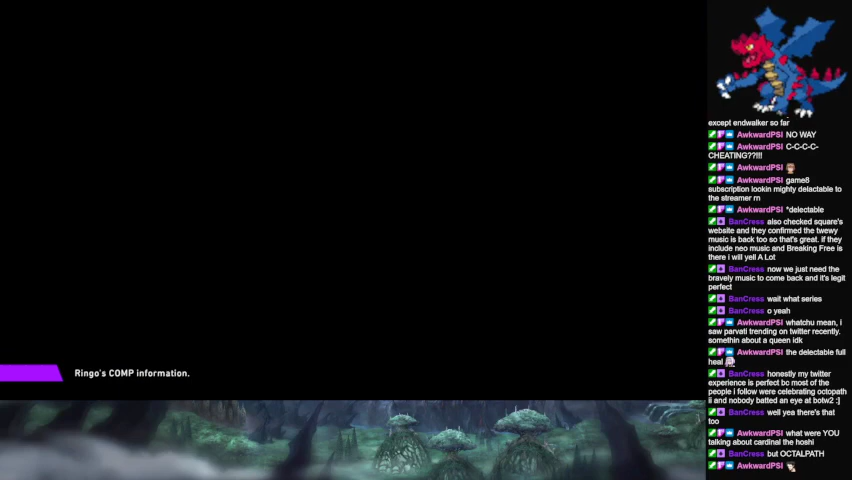 except endwalker so far
AwkwardPSI NO WAY
AwkwardPSI C-C-C-C-
CHEATING??!!!
AwkwardPSI
AwkwardPSI game8
subscription lookin mighty delactable to
the streamer rn
AwkwardPSI *delectable
BanCress also checked square's
website and they confirmed the twewy
music is back too so that's great. if they
include neo music and Breaking Free is
there i will yell A Lot
BanCress now we just need the
bravely music to come back and it's legit
perfect
BanCress wait what series
BanCress o yeah
AwkwardPSI whatchu mean, i
saw parvati trending on twitter recently.
somethin about a queen idk
AwkwardPSI the delectable full
heal
Ringo's COMP information.
BanCress honestly my twitter
experience is perfect bc most of the
people i follow were celebrating octopath
ii and nobody batted an eye at botw2 :]
BanCress well yea there's that
too
AwkwardPSI what were YOU
talking about cardinal the hoshi
BanCress but OCTALPATH
AwkwardPSI